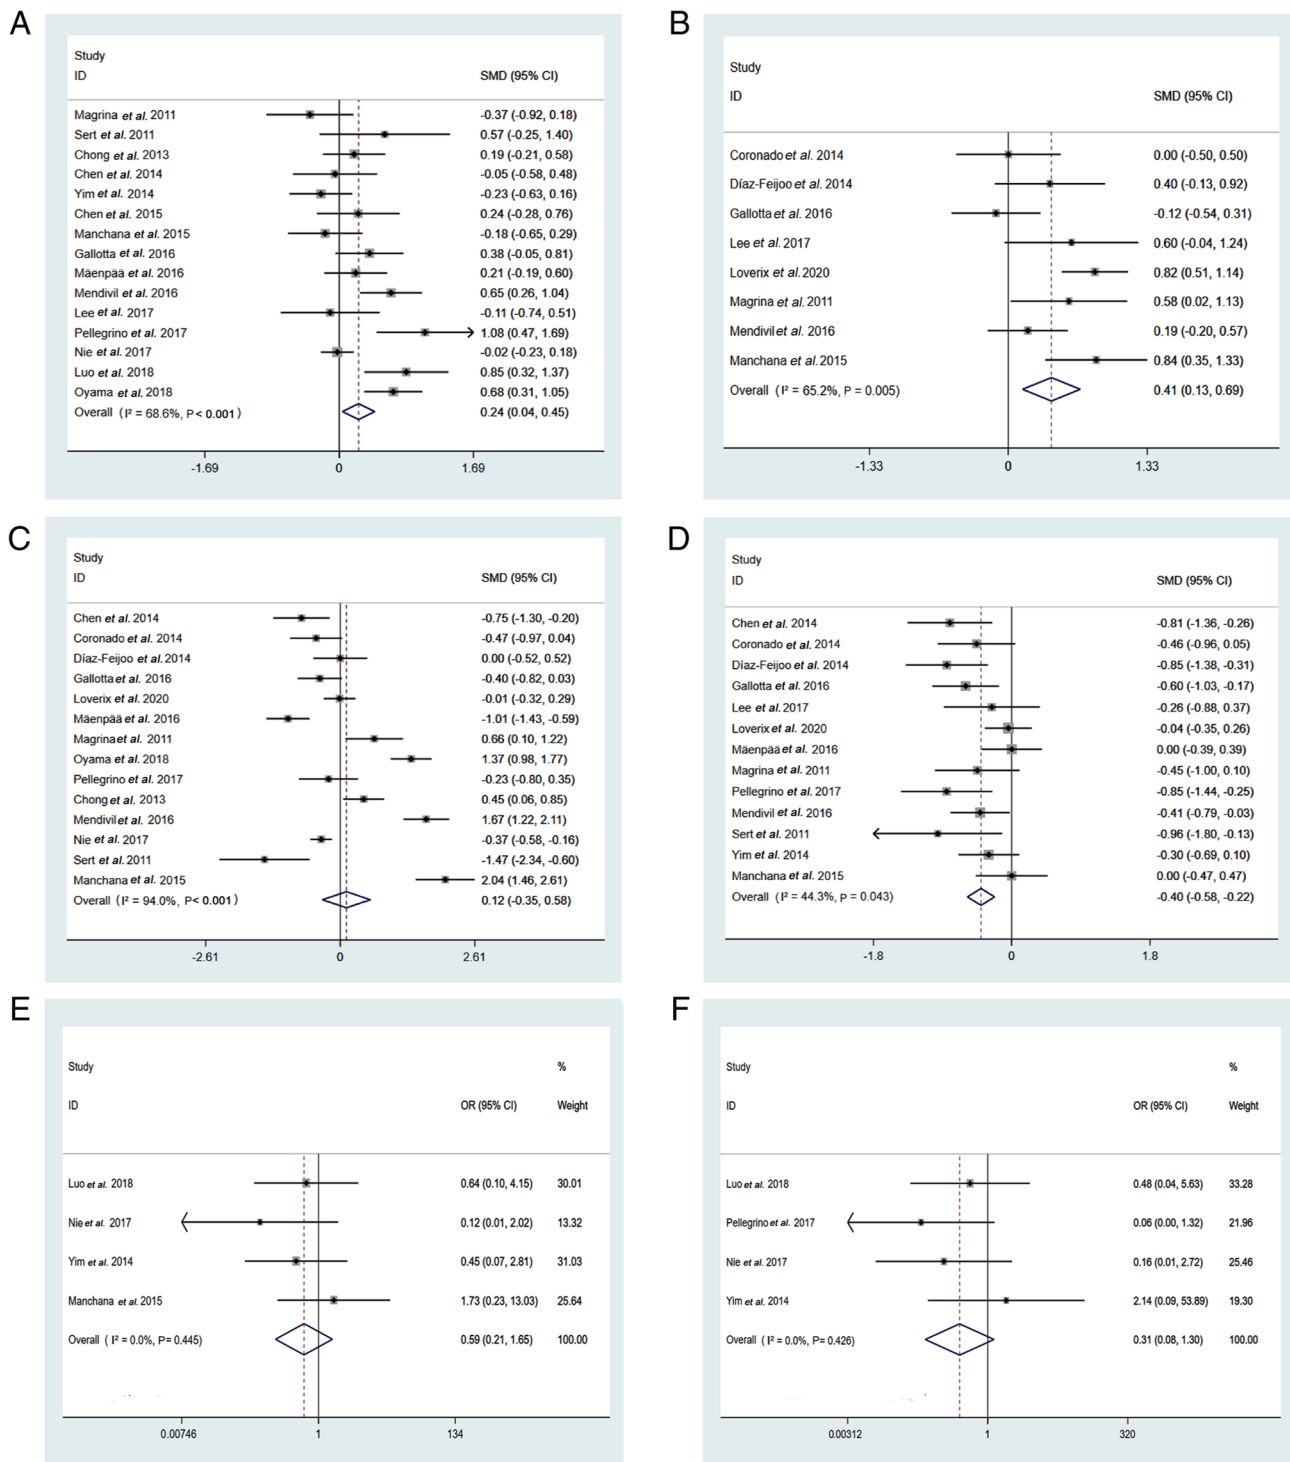 A
Study
ID SMD (95% CI)
Magrina et al. 2011 -0.37 (-0.92, 0.18)
Sert et al. 2011 0.57 (-0.25, 1.40)
Chong et al. 2013 0.19 (-0.21, 0.58)
Chen et al. 2014 -0.05 (-0.58, 0.48)
Yim et al. 2014 -0.23 (-0.63, 0.16)
Chen et al. 2015 0.24 (-0.28, 0.76)
Manchana et al. 2015 -0.18 (-0.65, 0.29)
Gallotta et al. 2016 0.38 (-0.05, 0.81)
Mäenpää et al. 2016 0.21 (-0.19, 0.60)
Mendivil et al. 2016 0.65 (0.26, 1.04)
Lee et al. 2017 -0.11 (-0.74, 0.51)
Pellegrino et al. 2017 1.08 (0.47, 1.69)
Nie et al. 2017 -0.02 (-0.23, 0.18)
Luo et al. 2018 0.85 (0.32, 1.37)
Oyama et al. 2018 0.68 (0.31, 1.05)
Overall (I² = 68.6%, P< 0.001) 0.24 (0.04, 0.45)
-1.69 0 1.69
B
Study
ID SMD (95% CI)
Coronado et al. 2014 0.00 (-0.50, 0.50)
Díaz-Feijoo et al. 2014 0.40 (-0.13, 0.92)
Gallotta et al. 2016 -0.12 (-0.54, 0.31)
Lee et al. 2017 0.60 (-0.04, 1.24)
Loverix et al. 2020 0.82 (0.51, 1.14)
Magrina et al. 2011 0.58 (0.02, 1.13)
Mendivil et al. 2016 0.19 (-0.20, 0.57)
Manchana et al. 2015 0.84 (0.35, 1.33)
Overall (I² = 65.2%, P = 0.005) 0.41 (0.13, 0.69)
-1.33 0 1.33
C
Study
ID SMD (95% CI)
Chen et al. 2014 -0.75 (-1.30, -0.20)
Coronado et al. 2014 -0.47 (-0.97, 0.04)
Díaz-Feijoo et al. 2014 0.00 (-0.52, 0.52)
Gallotta et al. 2016 -0.40 (-0.82, 0.03)
Loverix et al. 2020 -0.01 (-0.32, 0.29)
Mäenpää et al. 2016 -1.01 (-1.43, -0.59)
Magrina et al. 2011 0.66 (0.10, 1.22)
Oyama et al. 2018 1.37 (0.98, 1.77)
Pellegrino et al. 2017 -0.23 (-0.80, 0.35)
Chong et al. 2013 0.45 (0.06, 0.85)
Mendivil et al. 2016 1.67 (1.22, 2.11)
Nie et al. 2017 -0.37 (-0.58, -0.16)
Sert et al. 2011 -1.47 (-2.34, -0.60)
Manchana et al. 2015 2.04 (1.46, 2.61)
Overall (I² = 94.0%, P< 0.001) 0.12 (-0.35, 0.58)
-2.61 0 2.61
D
Study
ID SMD (95% CI)
Chen et al. 2014 -0.81 (-1.36, -0.26)
Coronado et al. 2014 -0.46 (-0.96, 0.05)
Díaz-Feijoo et al. 2014 -0.85 (-1.38, -0.31)
Gallotta et al. 2016 -0.60 (-1.03, -0.17)
Lee et al. 2017 -0.26 (-0.88, 0.37)
Loverix et al. 2020 -0.04 (-0.35, 0.26)
Mäenpää et al. 2016 0.00 (-0.39, 0.39)
Magrina et al. 2011 -0.45 (-1.00, 0.10)
Pellegrino et al. 2017 -0.85 (-1.44, -0.25)
Mendivil et al. 2016 -0.41 (-0.79, -0.03)
Sert et al. 2011 -0.96 (-1.80, -0.13)
Yim et al. 2014 -0.30 (-0.69, 0.10)
Manchana et al. 2015 0.00 (-0.47, 0.47)
Overall (I² = 44.3%, P = 0.043) -0.40 (-0.58, -0.22)
-1.8 0 1.8
E
Study %
ID OR (95% CI) Weight
Luo et al. 2018 0.64 (0.10, 4.15) 30.01
Nie et al. 2017 0.12 (0.01, 2.02) 13.32
Yim et al. 2014 0.45 (0.07, 2.81) 31.03
Manchana et al. 2015 1.73 (0.23, 13.03) 25.64
Overall (I² = 0.0%, P= 0.445) 0.59 (0.21, 1.65) 100.00
0.00746 1 134
F
Study %
ID OR (95% CI) Weight
Luo et al. 2018 0.48 (0.04, 5.63) 33.28
Pellegrino et al. 2017 0.06 (0.00, 1.32) 21.96
Nie et al. 2017 0.16 (0.01, 2.72) 25.46
Yim et al. 2014 2.14 (0.09, 53.89) 19.30
Overall (I² = 0.0%, P = 0.426) 0.31 (0.08, 1.30) 100.00
0.00312 1 320